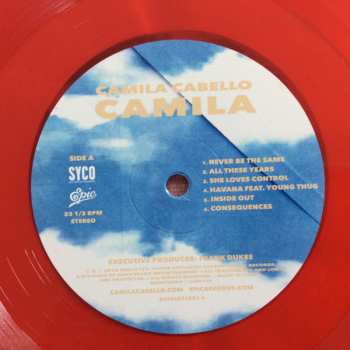 CAMILA CABELLO
CAMILA
SIDE A
SYCO
Epic
33 1/3 RPM
STEREO
1. NEVER BE THE SAME
2. ALL THESE YEARS
3. SHE LOVES CONTROL
4. HAVANA FEAT. YOUNG THUG
5. INSIDE OUT
6. CONSEQUENCES
EXECUTIVE PRODUCER: FRANK DUKES
CAMILACABELLO.COM